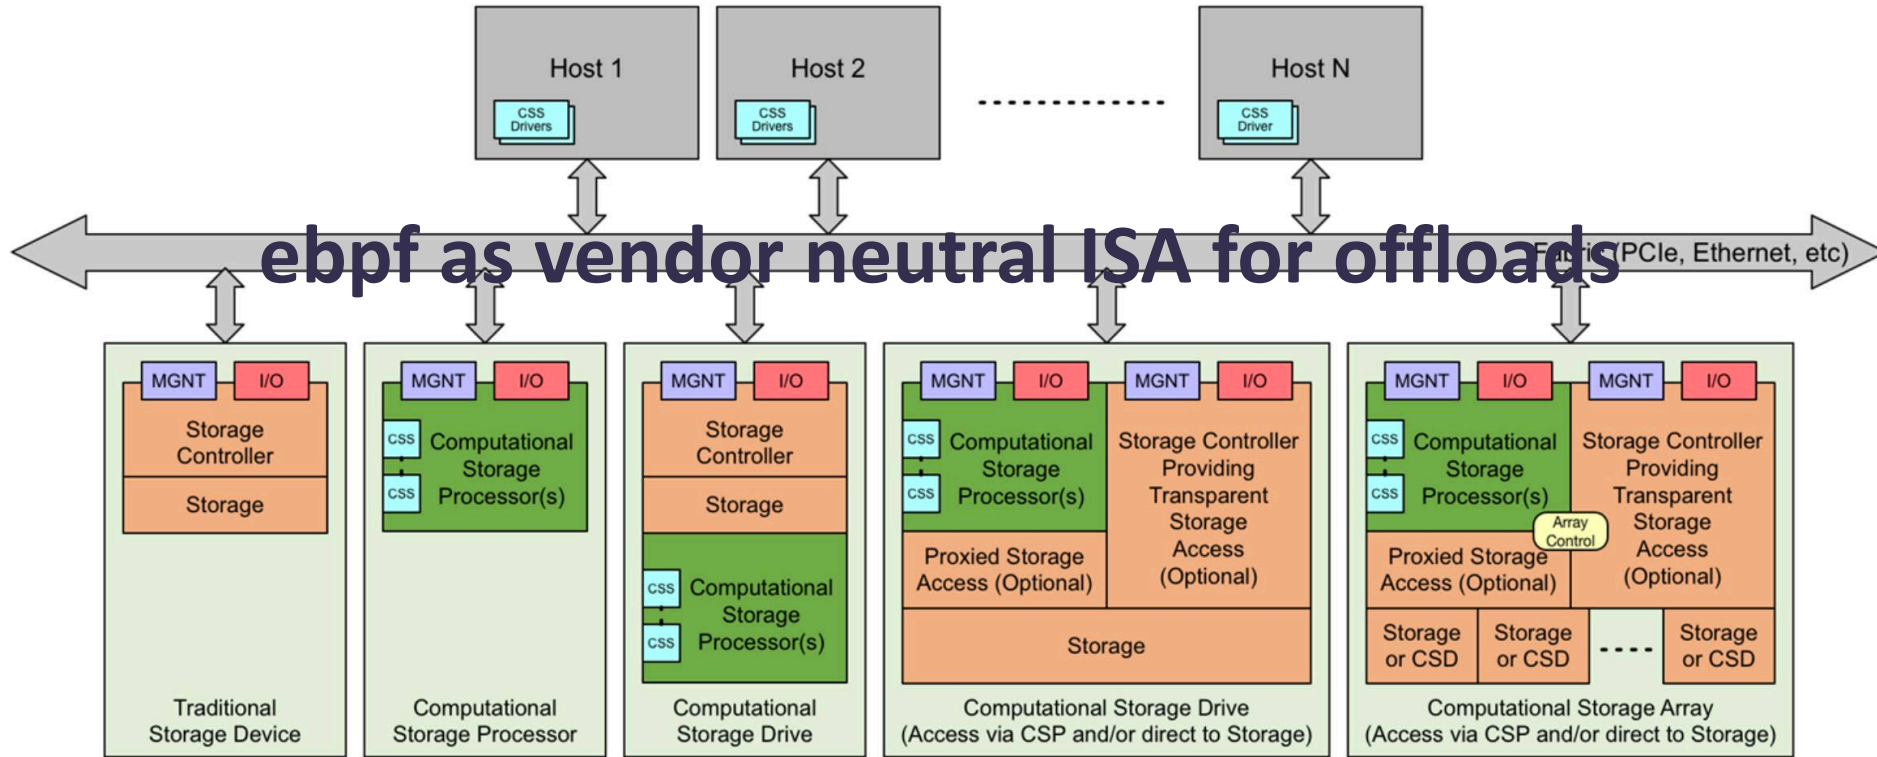 Host 1
CSS
Drivers
Host 2
CSS
Drivers
Host N
CSS
Driver
ebpf as vendor neutral ISA for offloads
Fabric (PCIe, Ethernet, etc)
MGNT
I/O
Storage
Controller
Storage
Traditional
Storage Device
MGNT
I/O
CSS
CSS
Computational
Storage
Processor(s)
Computational
Storage Processor
MGNT
I/O
Storage
Controller
Storage
CSS
CSS
Computational
Storage
Processor(s)
Computational
Storage Drive
MGNT
I/O
MGNT
I/O
CSS
CSS
Computational
Storage
Processor(s)
Storage Controller
Providing
Transparent
Storage
Access
(Optional)
Proxied Storage
Access (Optional)
Storage
Computational Storage Drive
(Access via CSP and/or direct to Storage)
MGNT
I/O
MGNT
I/O
CSS
CSS
Computational
Storage
Processor(s)
Storage Controller
Providing
Transparent
Storage
Access
(Optional)
Array
Control
Proxied Storage
Access (Optional)
Storage
or CSD
Storage
or CSD
Storage
or CSD
Computational Storage Array
(Access via CSP and/or direct to Storage)